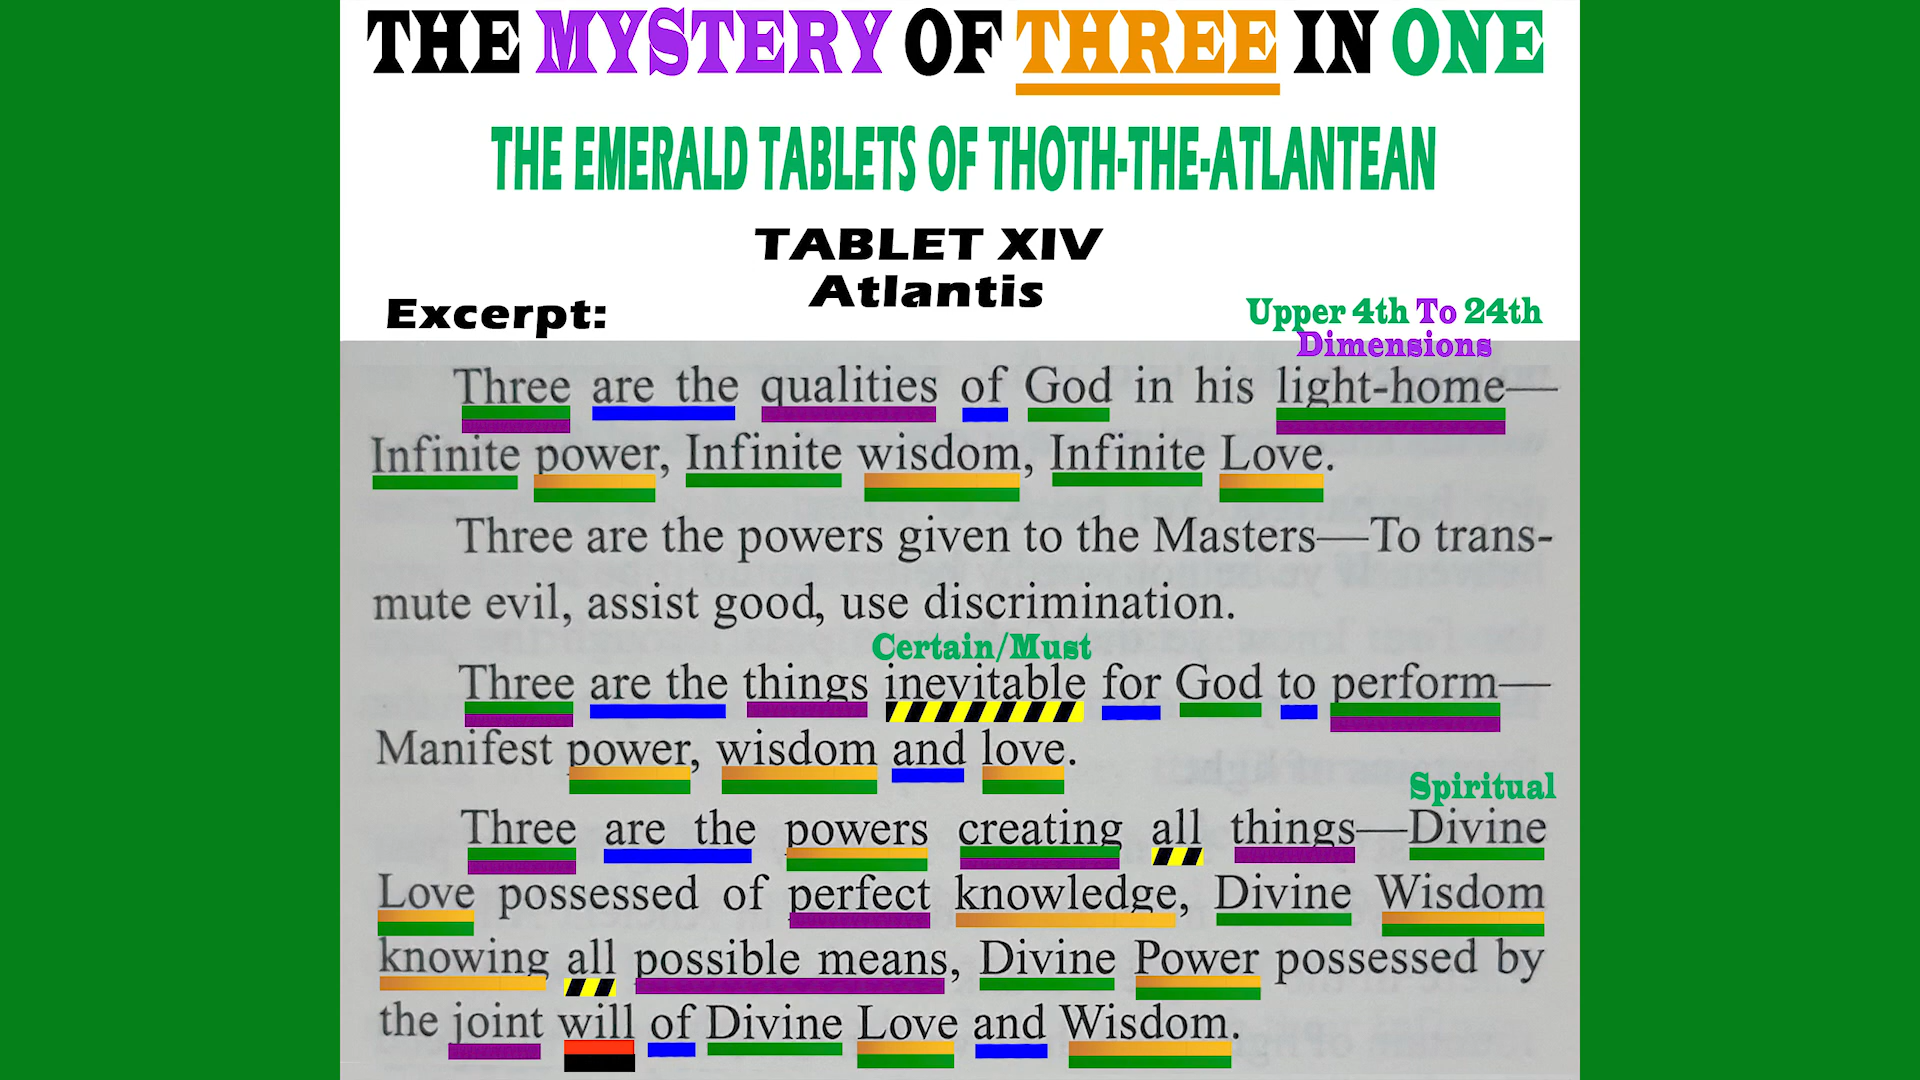 THE MYSTERY OF THREE IN ONE
THE EMERALD TABLETS OF THOTH-THE-ATLANTEAN
TABLET XIV
Atlantis
Excerpt:
Upper 4th To 24th
Dimensions
Three are the qualities of God in his light-home—
Infinite power, Infinite wisdom, Infinite Love.
Three are the powers given to the Masters—To trans-
mute evil, assist good, use discrimination.
Certain/Must
Three are the things inevitable for God to perform—
Manifest power, wisdom and love.
Spiritual
Three are the powers creating all things—Divine
Love possessed of perfect knowledge, Divine Wisdom
knowing all possible means, Divine Power possessed by
the joint will of Divine Love and Wisdom.